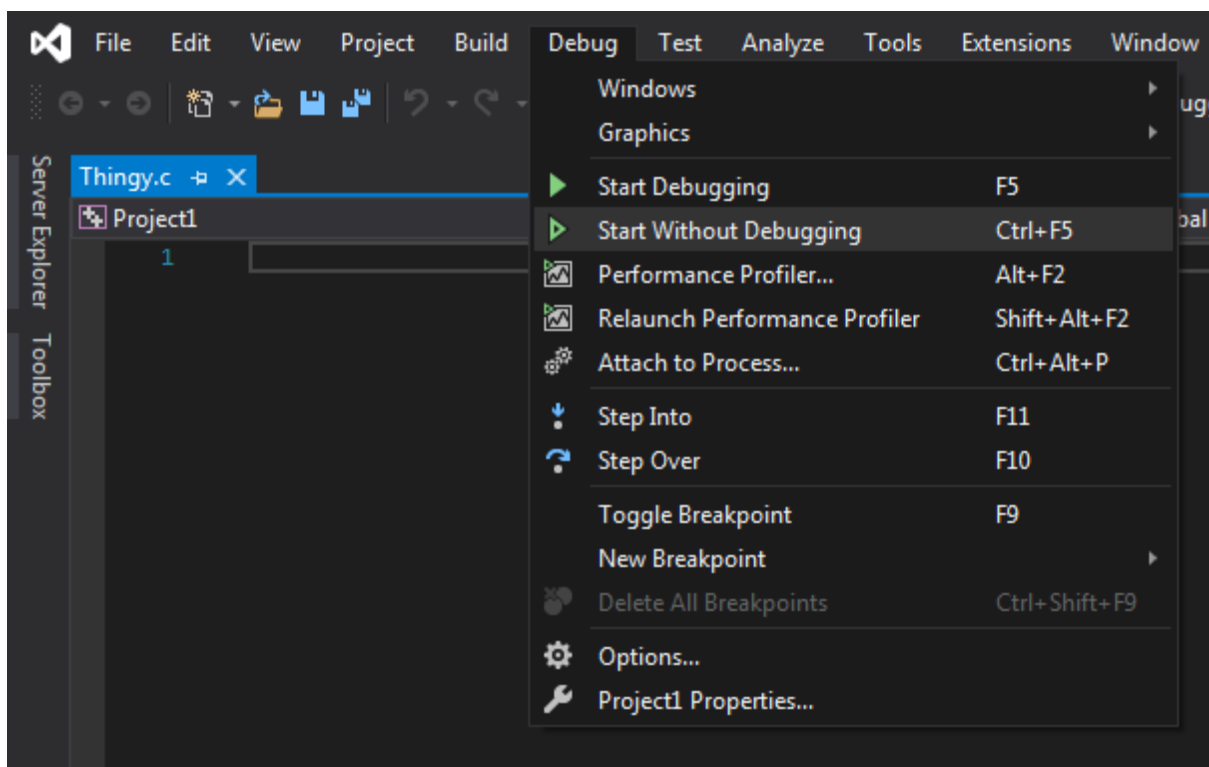 File Edit View Project Build Debug Test Analyze Tools Extensions Window
Windows
Graphics
Start Debugging F5
Start Without Debugging Ctrl+F5
Performance Profiler... Alt+F2
Relaunch Performance Profiler Shift+Alt+F2
Attach to Process... Ctrl+Alt+P
Step Into F11
Step Over F10
Toggle Breakpoint F9
New Breakpoint
Delete All Breakpoints Ctrl+Shift+F9
Options...
Project1 Properties...
Server Explorer
Toolbox
Thingy.c
Project1
1